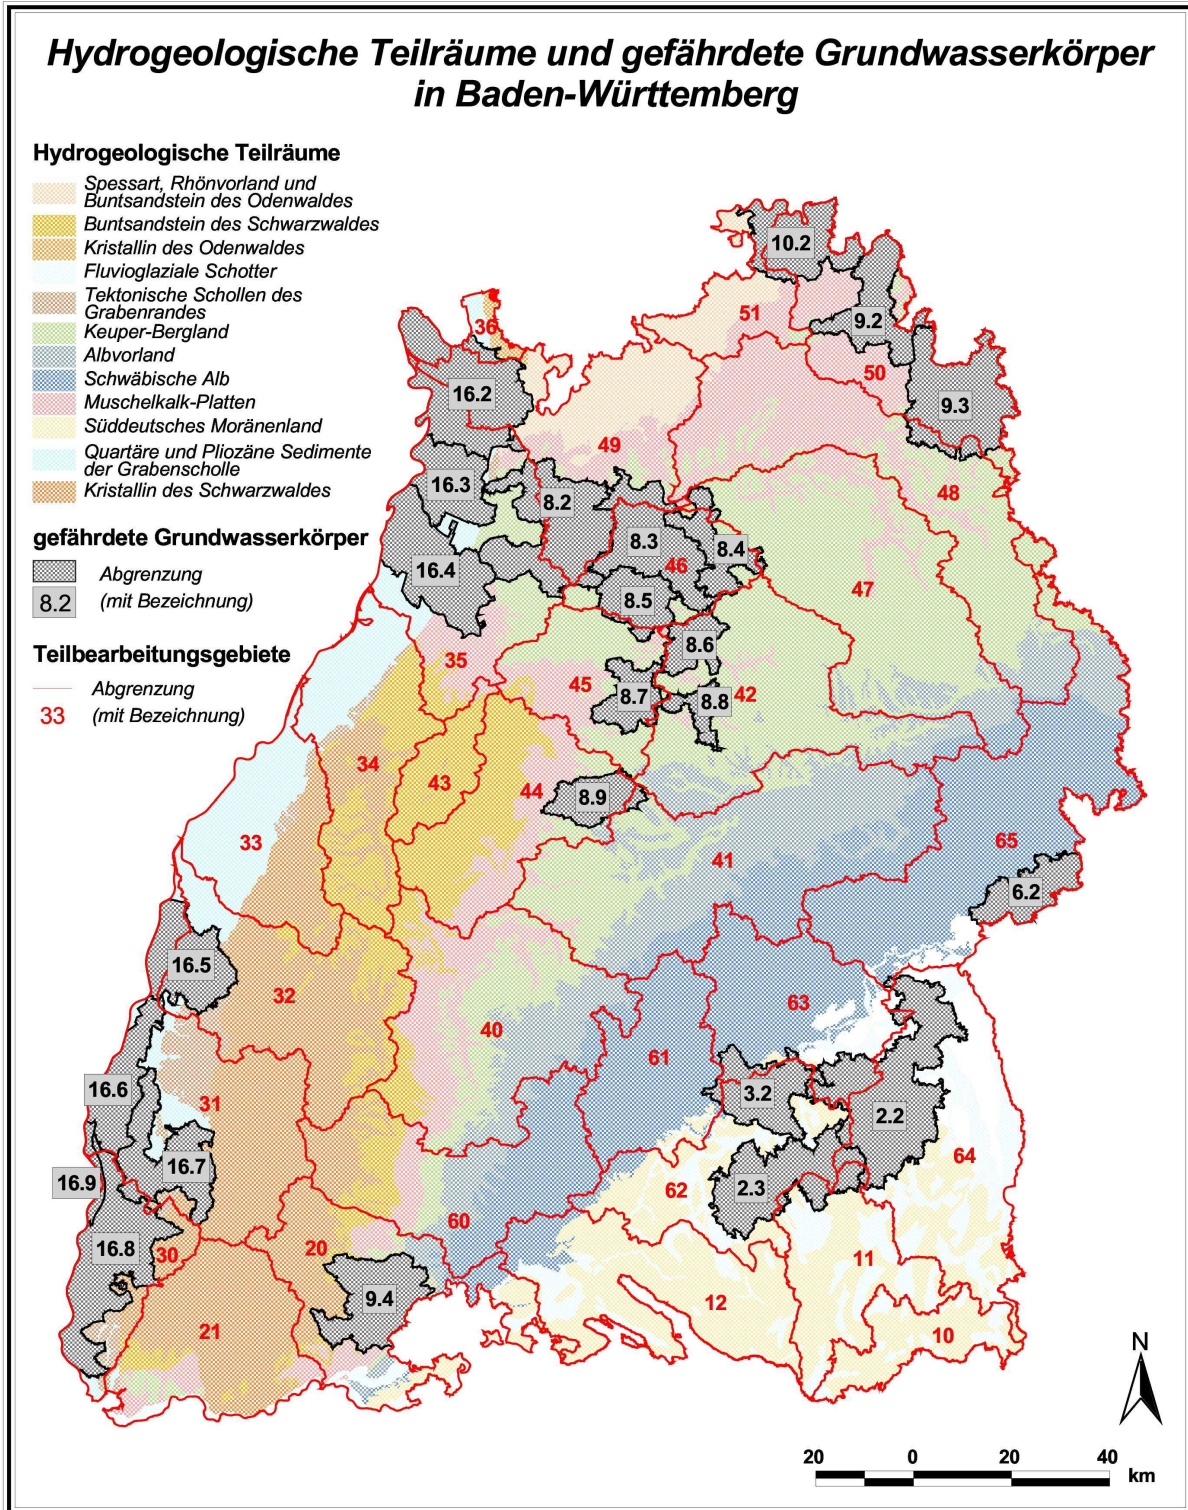 Hydrogeologische Teilräume und gefährdete Grundwasserkörper
in Baden-Württemberg
Hydrogeologische Teilräume
Spessart, Rhönvorland und
Buntsandstein des Odenwaldes
Buntsandstein des Schwarzwaldes
Kristallin des Odenwaldes
Fluvioglaziale Schotter
Tektonische Schollen des
Grabenrandes
Keuper-Bergland
Albvorland
Schwäbische Alb
Muschelkalk-Platten
Süddeutsches Moränenland
Quartäre und Pliozäne Sedimente
der Grabenscholle
Kristallin des Schwarzwaldes
gefährdete Grundwasserkörper
Abgrenzung
8.2 (mit Bezeichnung)
Teilbearbeitungsgebiete
Abgrenzung
33 (mit Bezeichnung)
10.2
51
9.2
36
50
16.2
9.3
49
16.3
48
8.2
8.3
8.4
46
16.4
47
8.5
8.6
35
45
8.7
8.8
42
34
43
44
8.9
33
65
41
6.2
16.5
32
63
40
61
16.6
3.2
31
2.2
64
16.7
16.9
62
2.3
60
16.8
30
20
11
9.4
12
21
10
N
20 0 20 40
km